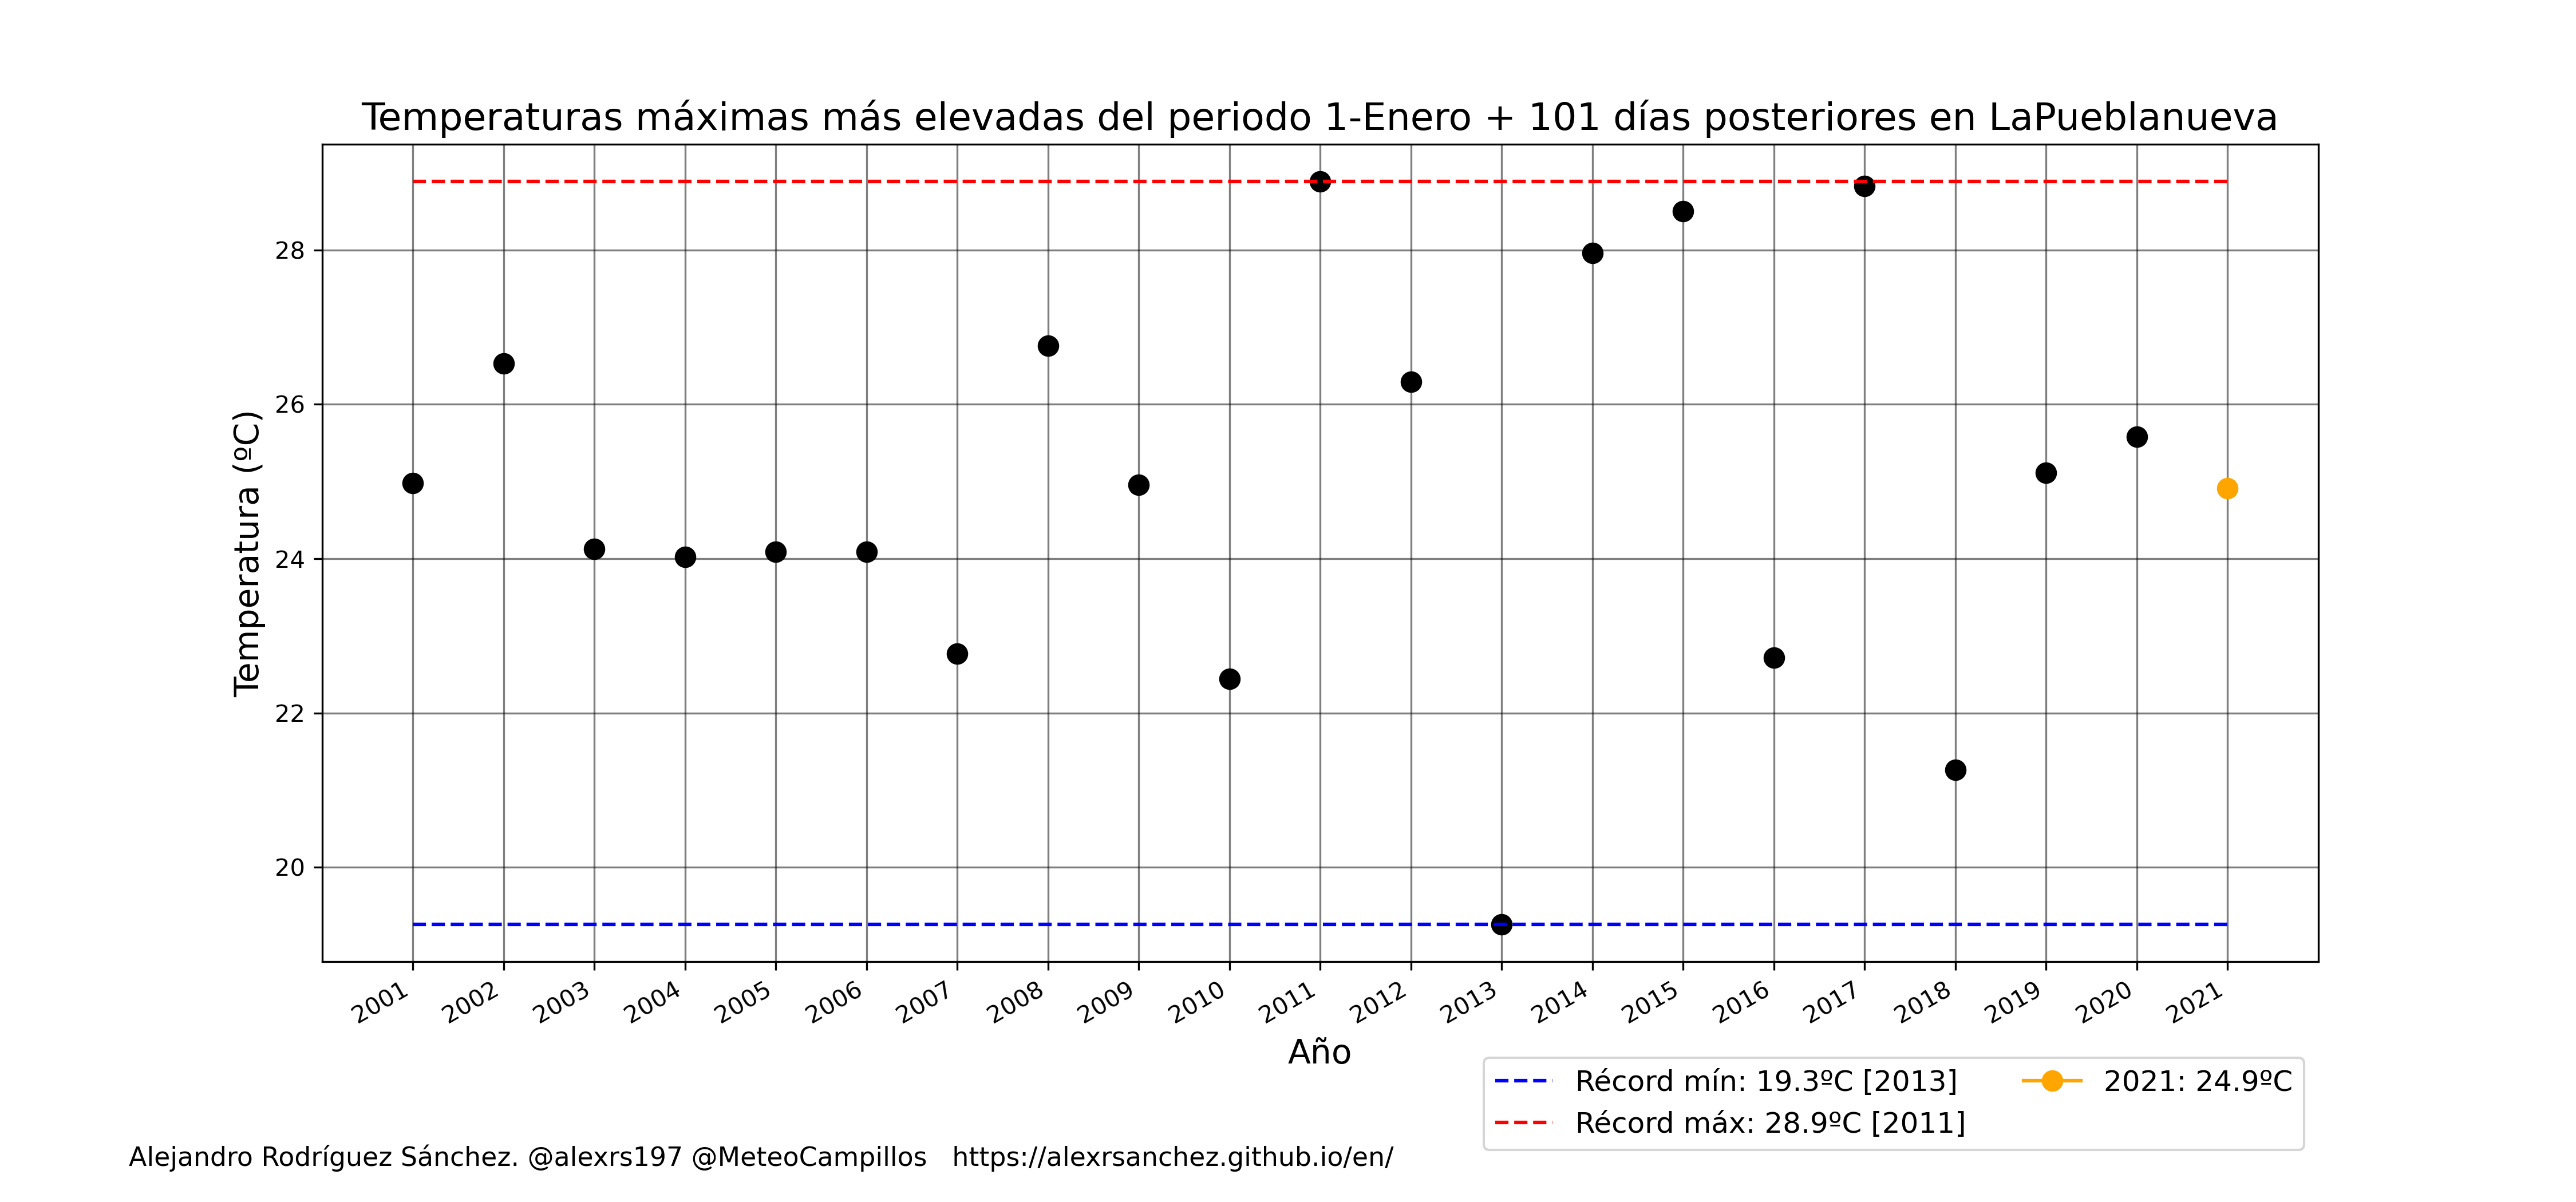 Temperaturas máximas más elevadas del periodo 1-Enero + 101 días posteriores en LaPueblanueva
Temperatura (ºC)
28
26
24
22
20
2001 2002 2003 2004 2005 2006 2007 2008 2009 2010 2011 2012 2013 2014 2015 2016 2017 2018 2019 2020 2021
Año
Récord mín: 19.3ºC [2013]
Récord máx: 28.9ºC [2011]
2021: 24.9ºC
Alejandro Rodríguez Sánchez. @alexrs197 @MeteoCampillos https://alexrsanchez.github.io/en/